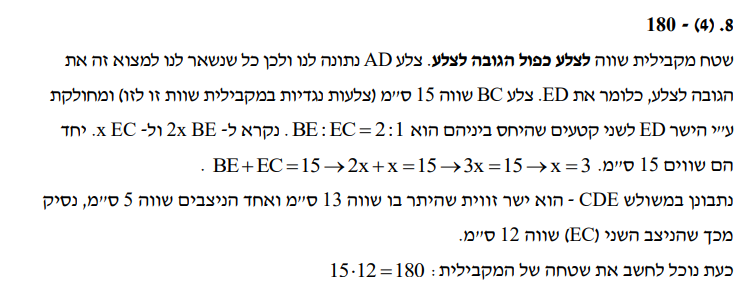 8. (4) - 180
שטח מקבילית שווה לצלע כפול הגובה לצלע. צלע AD נתונה לנו ולכן כל שנשאר לנו למצוא זה את
הגובה לצלע, כלומר את ED. צלע BC שווה 15 ס״מ (צלעות נגדיות במקבילית שוות זו לזו) ומחולקת
ע״י הישר ED לשני קטעים שהיחס ביניהם הוא BE : EC = 2 : 1. נקרא ל- BE 2x ול- EC x. יחד
הם שווים 15 ס״מ. BE + EC = 15 → 2x + x = 15 → 3x = 15 → x = 3 .
נתבונן במשולש CDE - הוא ישר זווית שהיתר בו שווה 13 ס״מ ואחד הניצבים שווה 5 ס״מ, נסיק
מכך שהניצב השני (EC) שווה 12 ס״מ.
כעת נוכל לחשב את שטחה של המקבילית: 15·12 = 180